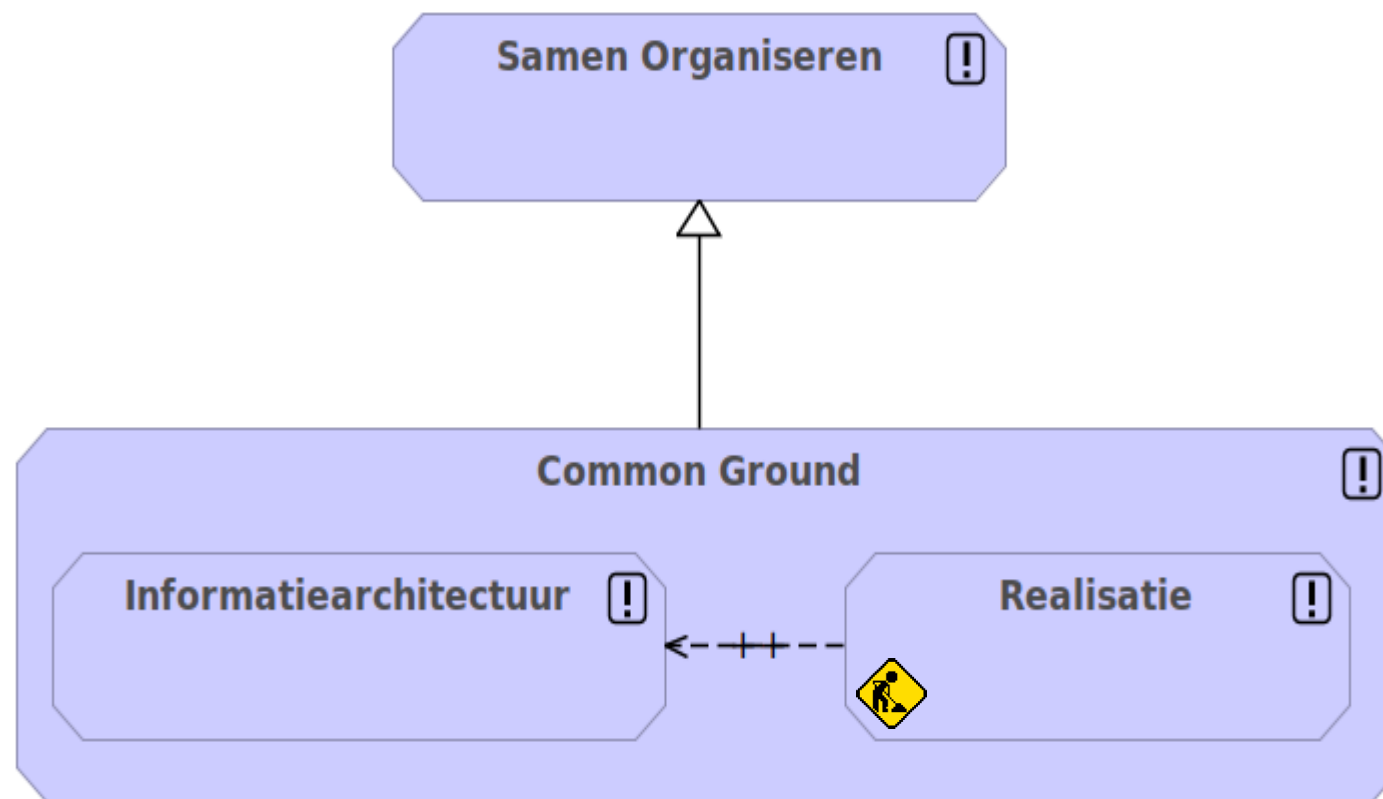 Samen Organiseren
Common Ground
Informatiearchitectuur
Realisatie